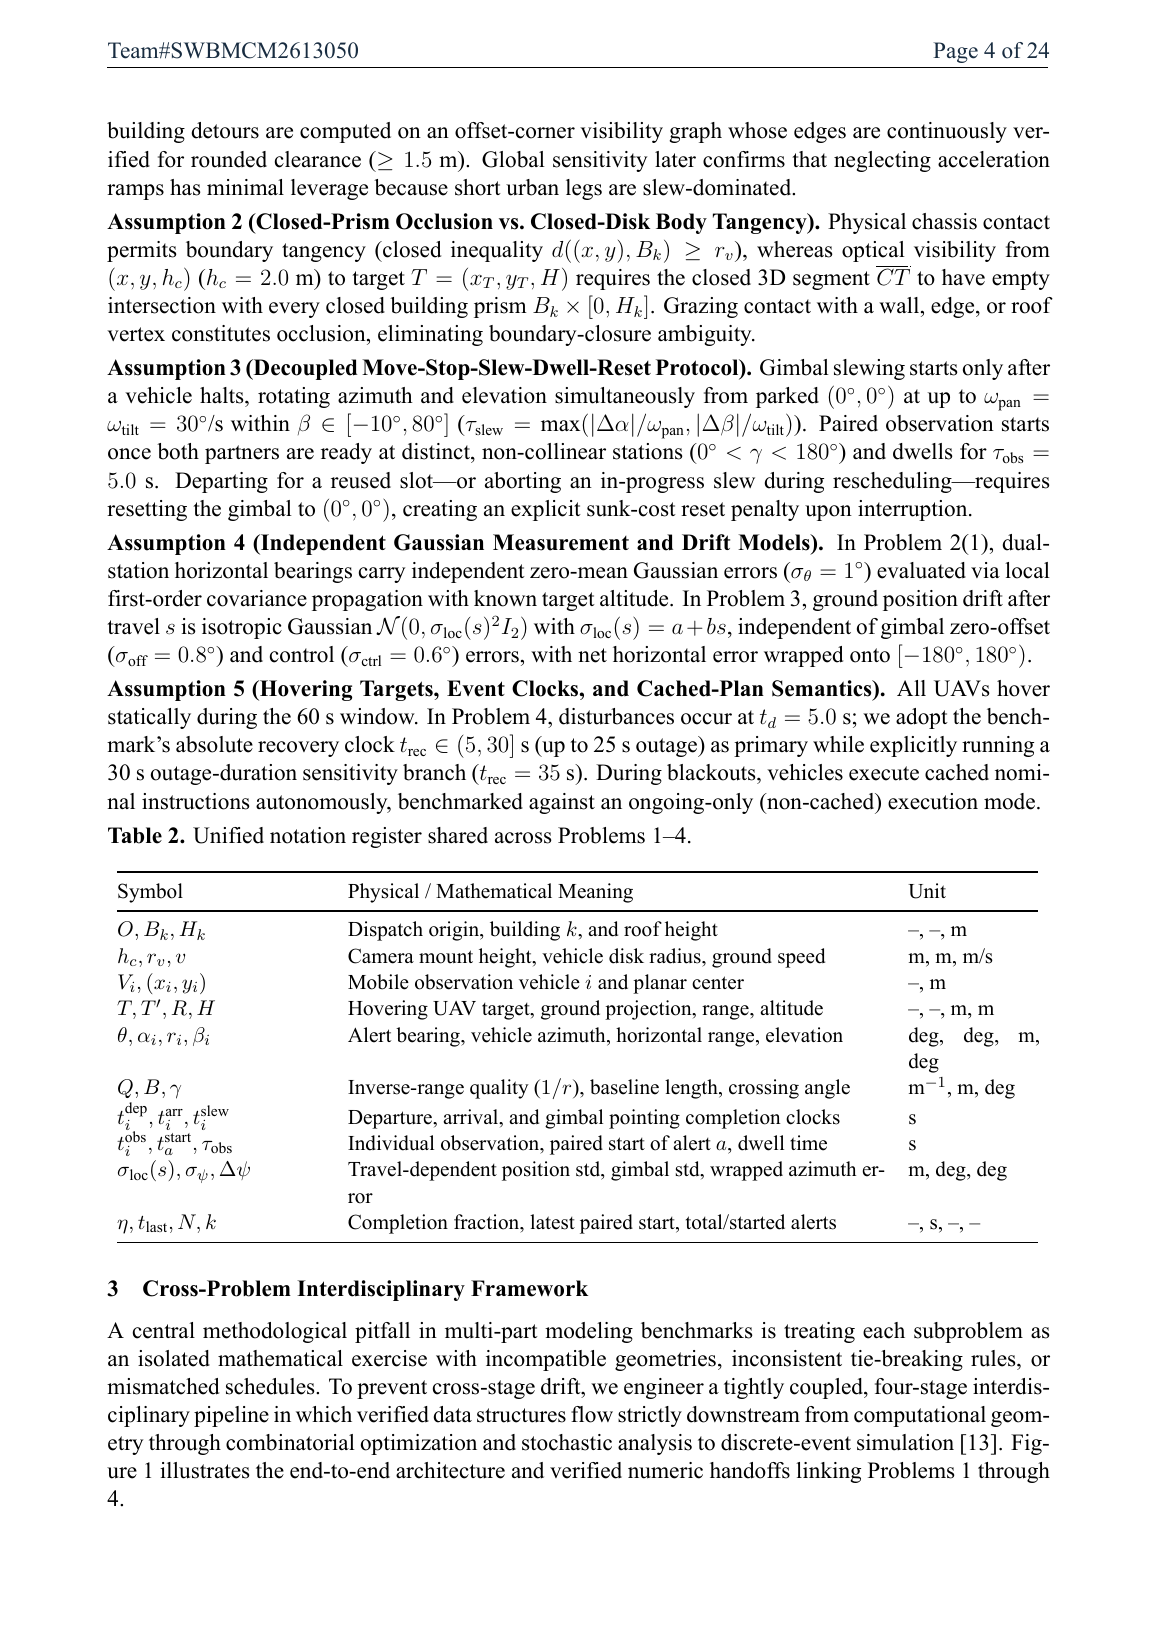 Team#SWBMCM2613050 Page 4 of 24
building detours are computed on an offset-corner visibility graph whose edges are continuously ver-
ified for rounded clearance (≥ 1.5 m). Global sensitivity later confirms that neglecting acceleration
ramps has minimal leverage because short urban legs are slew-dominated.
Assumption 2 (Closed-Prism Occlusion vs. Closed-Disk Body Tangency). Physical chassis contact
permits boundary tangency (closed inequality d((x, y), B_k) ≥ r_v), whereas optical visibility from
(x, y, h_c) (h_c = 2.0 m) to target T = (x_T, y_T, H) requires the closed 3D segment \overline{CT} to have empty
intersection with every closed building prism B_k × [0, H_k]. Grazing contact with a wall, edge, or roof
vertex constitutes occlusion, eliminating boundary-closure ambiguity.
Assumption 3 (Decoupled Move-Stop-Slew-Dwell-Reset Protocol). Gimbal slewing starts only after
a vehicle halts, rotating azimuth and elevation simultaneously from parked (0°, 0°) at up to ω_pan =
ω_tilt = 30°/s within β ∈ [−10°, 80°] (τ_slew = max(|Δα|/ω_pan, |Δβ|/ω_tilt)). Paired observation starts
once both partners are ready at distinct, non-collinear stations (0° < γ < 180°) and dwells for τ_obs =
5.0 s. Departing for a reused slot—or aborting an in-progress slew during rescheduling—requires
resetting the gimbal to (0°, 0°), creating an explicit sunk-cost reset penalty upon interruption.
Assumption 4 (Independent Gaussian Measurement and Drift Models). In Problem 2(1), dual-
station horizontal bearings carry independent zero-mean Gaussian errors (σ_θ = 1°) evaluated via local
first-order covariance propagation with known target altitude. In Problem 3, ground position drift after
travel s is isotropic Gaussian 𝒩(0, σ_loc(s)²I₂) with σ_loc(s) = a+bs, independent of gimbal zero-offset
(σ_off = 0.8°) and control (σ_ctrl = 0.6°) errors, with net horizontal error wrapped onto [−180°, 180°).
Assumption 5 (Hovering Targets, Event Clocks, and Cached-Plan Semantics). All UAVs hover
statically during the 60 s window. In Problem 4, disturbances occur at t_d = 5.0 s; we adopt the bench-
mark’s absolute recovery clock t_rec ∈ (5, 30] s (up to 25 s outage) as primary while explicitly running a
30 s outage-duration sensitivity branch (t_rec = 35 s). During blackouts, vehicles execute cached nomi-
nal instructions autonomously, benchmarked against an ongoing-only (non-cached) execution mode.
Table 2. Unified notation register shared across Problems 1–4.
Symbol Physical / Mathematical Meaning Unit
O, B_k, H_k Dispatch origin, building k, and roof height –, –, m
h_c, r_v, v Camera mount height, vehicle disk radius, ground speed m, m, m/s
V_i, (x_i, y_i) Mobile observation vehicle i and planar center –, m
T, T′, R, H Hovering UAV target, ground projection, range, altitude –, –, m, m
θ, α_i, r_i, β_i Alert bearing, vehicle azimuth, horizontal range, elevation deg, deg, m,
deg
Q, B, γ Inverse-range quality (1/r), baseline length, crossing angle m⁻¹, m, deg
t_i^dep, t_i^arr, t_i^slew Departure, arrival, and gimbal pointing completion clocks s
t_i^obs, t_a^start, τ_obs Individual observation, paired start of alert a, dwell time s
σ_loc(s), σ_ψ, Δψ Travel-dependent position std, gimbal std, wrapped azimuth er- m, deg, deg
ror
η, t_last, N, k Completion fraction, latest paired start, total/started alerts –, s, –, –
3 Cross-Problem Interdisciplinary Framework
A central methodological pitfall in multi-part modeling benchmarks is treating each subproblem as
an isolated mathematical exercise with incompatible geometries, inconsistent tie-breaking rules, or
mismatched schedules. To prevent cross-stage drift, we engineer a tightly coupled, four-stage interdis-
ciplinary pipeline in which verified data structures flow strictly downstream from computational geom-
etry through combinatorial optimization and stochastic analysis to discrete-event simulation [13]. Fig-
ure 1 illustrates the end-to-end architecture and verified numeric handoffs linking Problems 1 through
4.